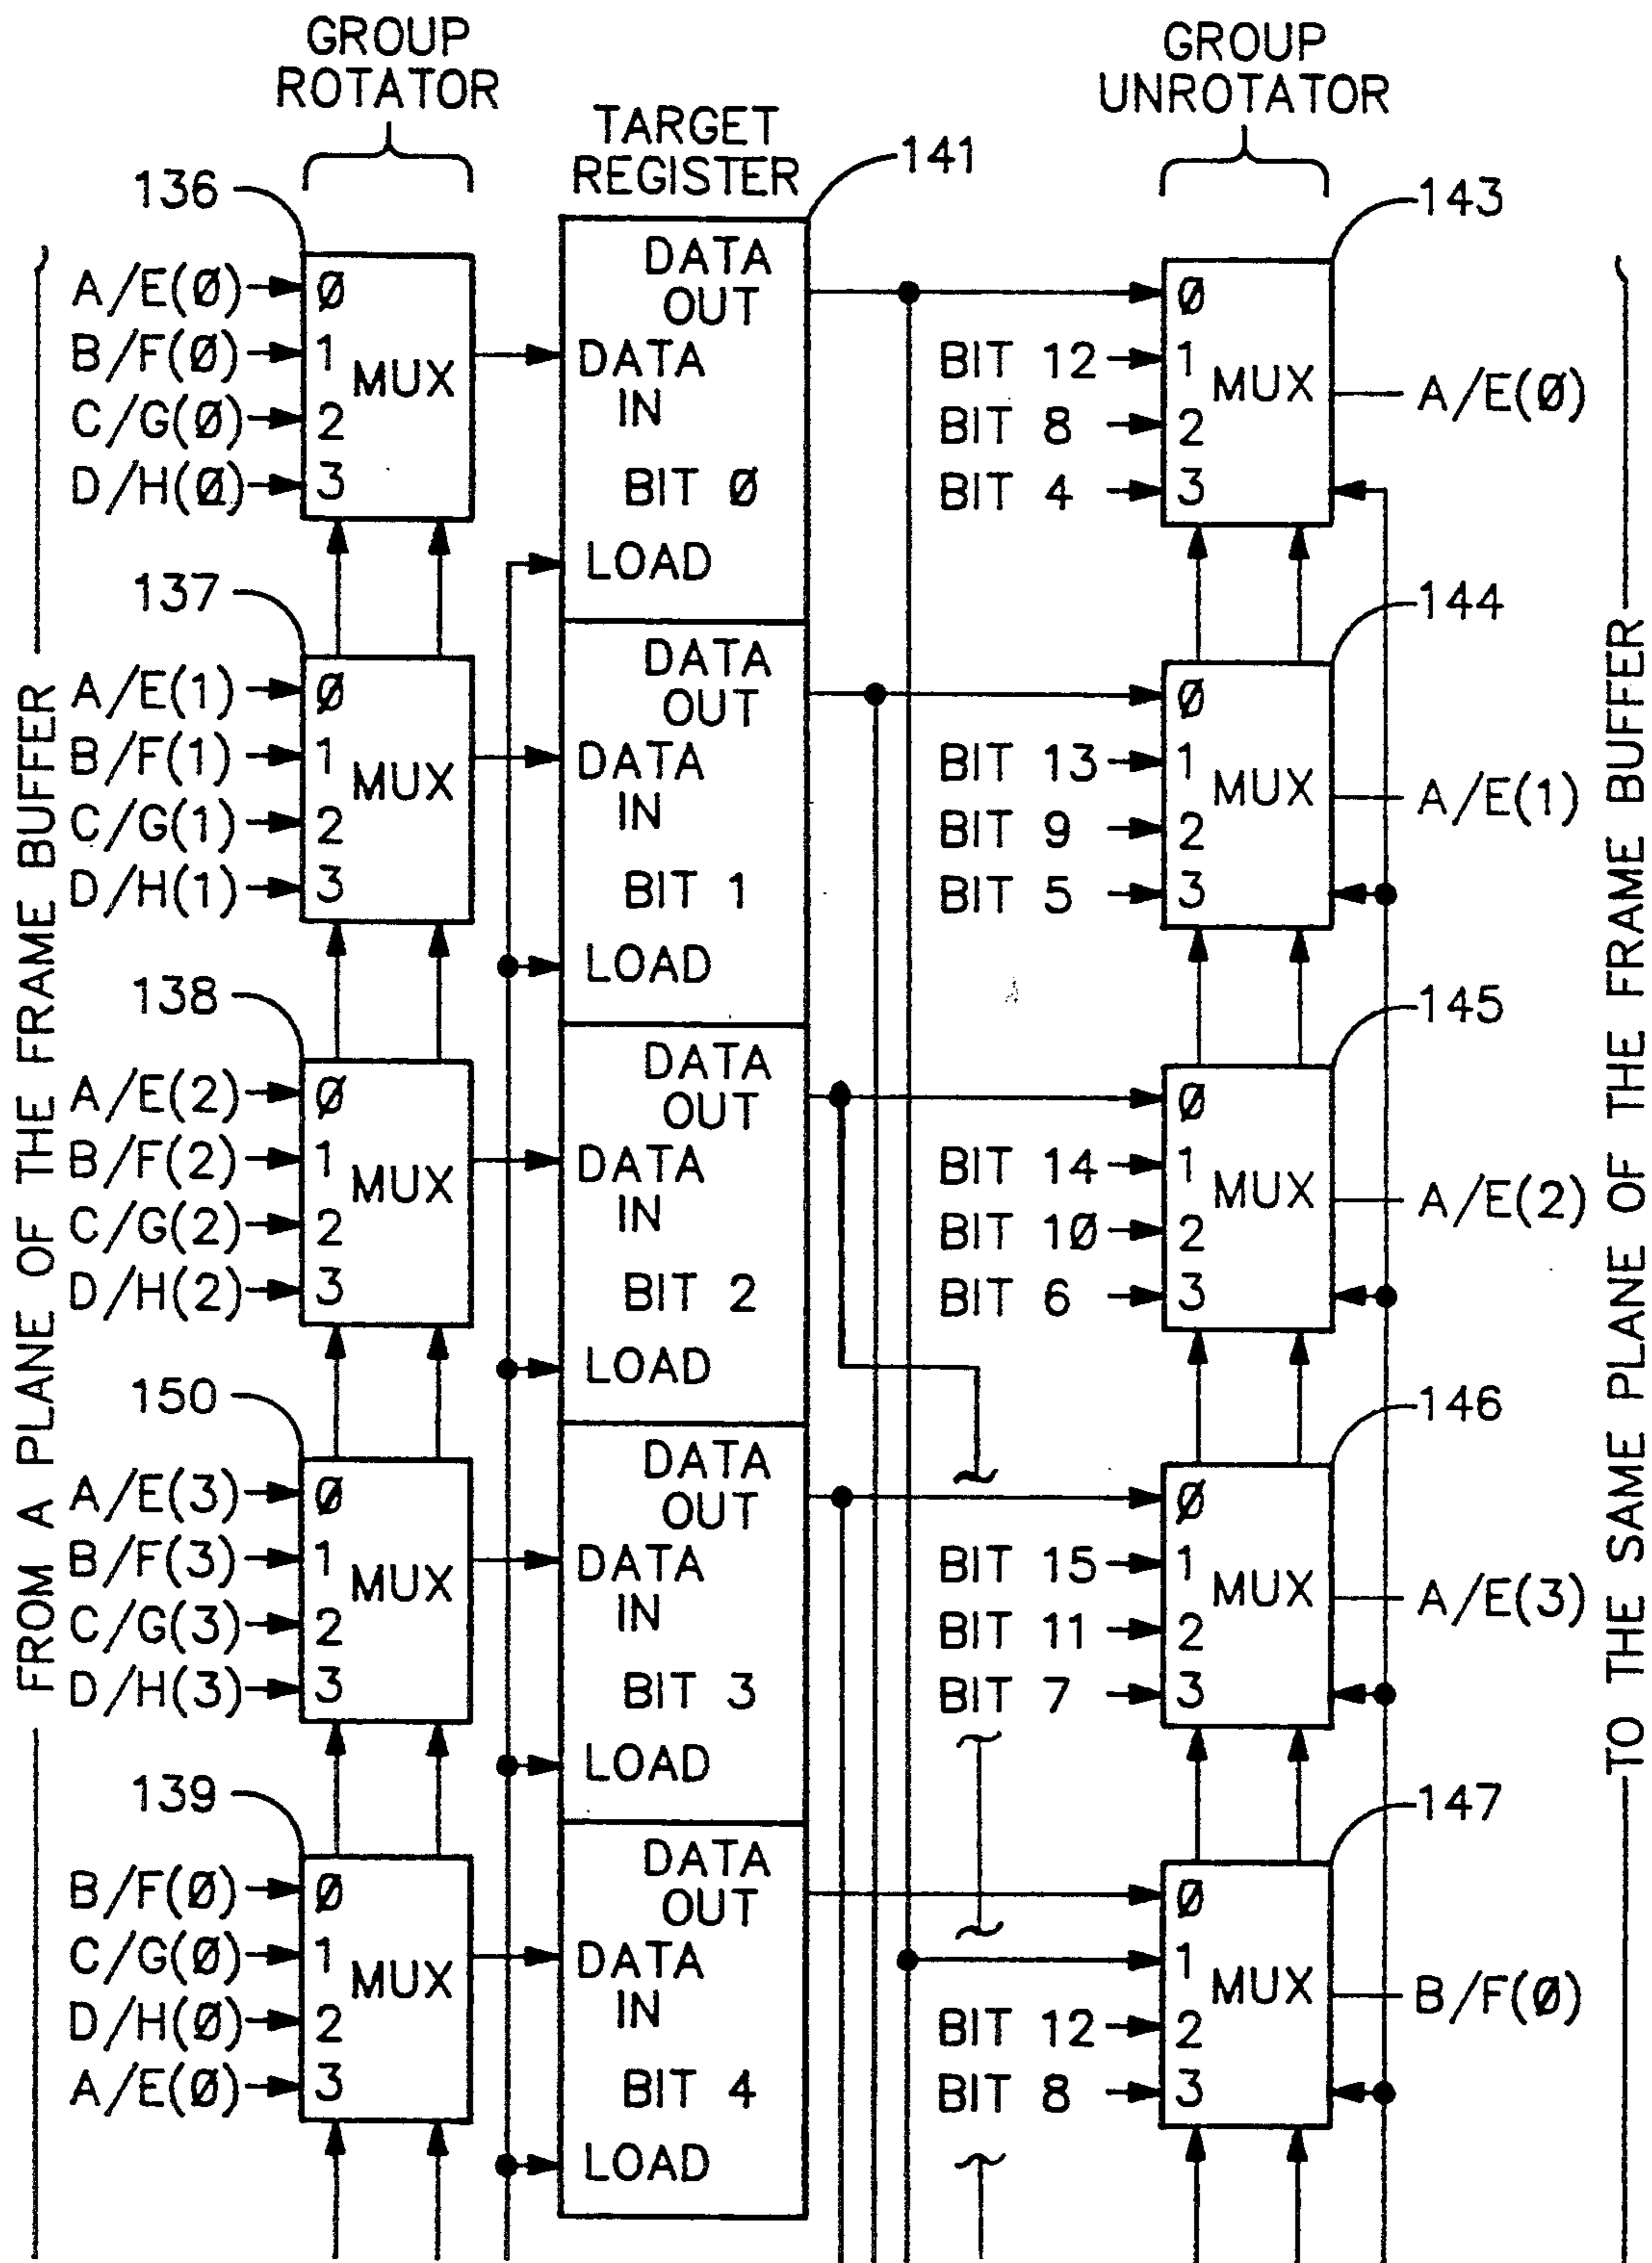 GROUP
ROTATOR
TARGET
REGISTER
141
GROUP
UNROTATOR
FROM A PLANE OF THE FRAME BUFFER
136
A/E(Ø)
B/F(Ø)
C/G(Ø)
D/H(Ø)
Ø
1
2
3
MUX
DATA
OUT
DATA
IN
BIT Ø
LOAD
BIT 12
BIT 8
BIT 4
143
Ø
1
2
3
MUX
A/E(Ø)
137
A/E(1)
B/F(1)
C/G(1)
D/H(1)
Ø
1
2
3
MUX
DATA
OUT
DATA
IN
BIT 1
LOAD
BIT 13
BIT 9
BIT 5
144
Ø
1
2
3
MUX
A/E(1)
138
A/E(2)
B/F(2)
C/G(2)
D/H(2)
Ø
1
2
3
MUX
DATA
OUT
DATA
IN
BIT 2
LOAD
BIT 14
BIT 1Ø
BIT 6
145
Ø
1
2
3
MUX
A/E(2)
150
A/E(3)
B/F(3)
C/G(3)
D/H(3)
Ø
1
2
3
MUX
DATA
OUT
DATA
IN
BIT 3
LOAD
BIT 15
BIT 11
BIT 7
146
Ø
1
2
3
MUX
A/E(3)
139
B/F(Ø)
C/G(Ø)
D/H(Ø)
A/E(Ø)
Ø
1
2
3
MUX
DATA
OUT
DATA
IN
BIT 4
LOAD
BIT 12
BIT 8
147
Ø
1
2
3
MUX
B/F(Ø)
TO THE SAME PLANE OF THE FRAME BUFFER